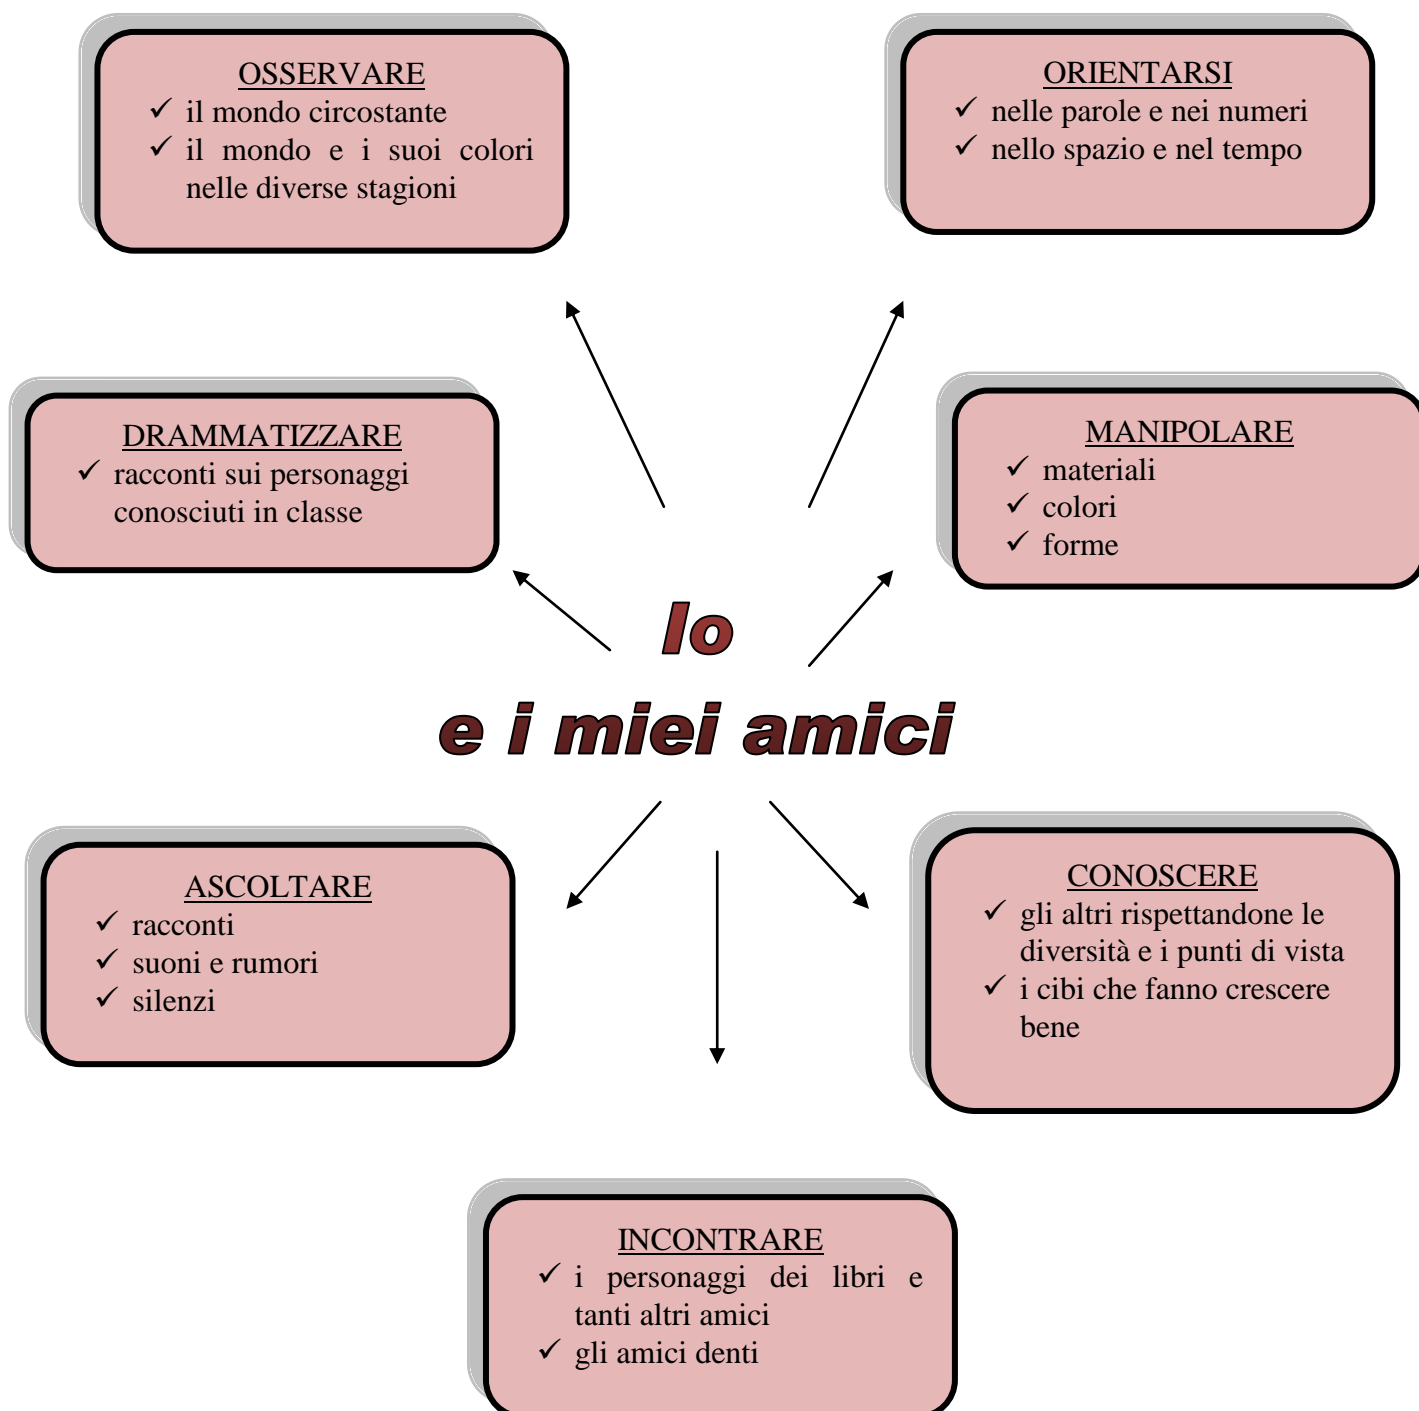 OSSERVARE
✓ il mondo circostante
✓ il mondo e i suoi colori
nelle diverse stagioni
ORIENTARSI
✓ nelle parole e nei numeri
✓ nello spazio e nel tempo
DRAMMATIZZARE
✓ racconti sui personaggi
conosciuti in classe
MANIPOLARE
✓ materiali
✓ colori
✓ forme
Io
e i miei amici
ASCOLTARE
✓ racconti
✓ suoni e rumori
✓ silenzi
CONOSCERE
✓ gli altri rispettandone le
diversità e i punti di vista
✓ i cibi che fanno crescere
bene
INCONTRARE
✓ i personaggi dei libri e
tanti altri amici
✓ gli amici denti